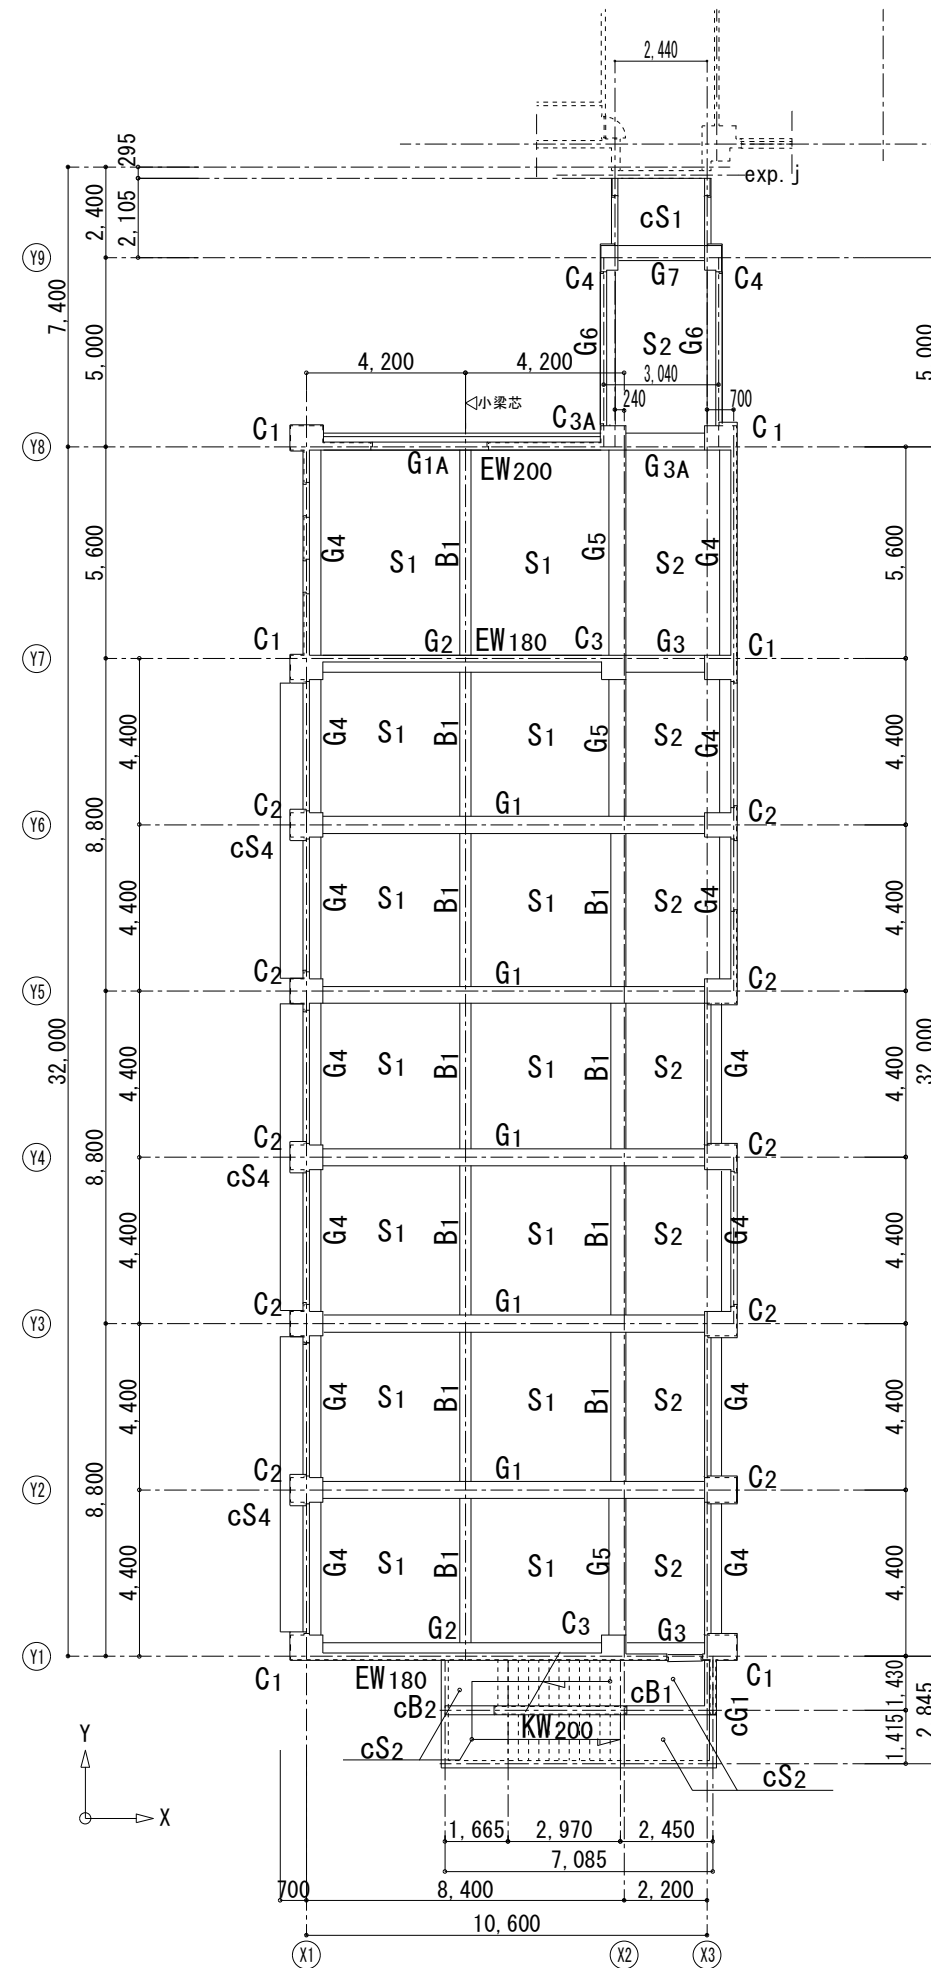 2,440
295
exp.j
2,400
2,105
cS1
Y9
C4
G7
C4
7,400
5,000
G6
S2
G6
5,000
4,200
4,200
3,040
小梁芯
240
700
C1
C3A
C1
Y8
G1A
EW200
G3A
5,600
G4
S1
B1
S1
G5
S2
G4
5,600
C1
G2
EW180
C3
G3
C1
Y7
4,400
G4
S1
B1
S1
G5
S2
G4
4,400
8,800
C2
G1
C2
Y6
cS4
4,400
G4
S1
B1
S1
B1
S2
G4
4,400
C2
G1
C2
Y5
32,000
4,400
G4
S1
B1
S1
B1
S2
G4
4,400
32,000
C2
G1
C2
Y4
8,800
cS4
4,400
G4
S1
B1
S1
B1
S2
G4
4,400
C2
G1
C2
Y3
4,400
G4
S1
B1
S1
B1
S2
G4
4,400
C2
G1
C2
Y2
8,800
cS4
4,400
G4
S1
B1
S1
G5
S2
G4
4,400
G2
C3
G3
Y1
C1
EW180
C1
1,430
cB2
cB1
cG1
2,845
1,415
KW200
cS2
cS2
Y
X
1,665
2,970
2,450
7,085
700
8,400
2,200
10,600
X1
X2
X3